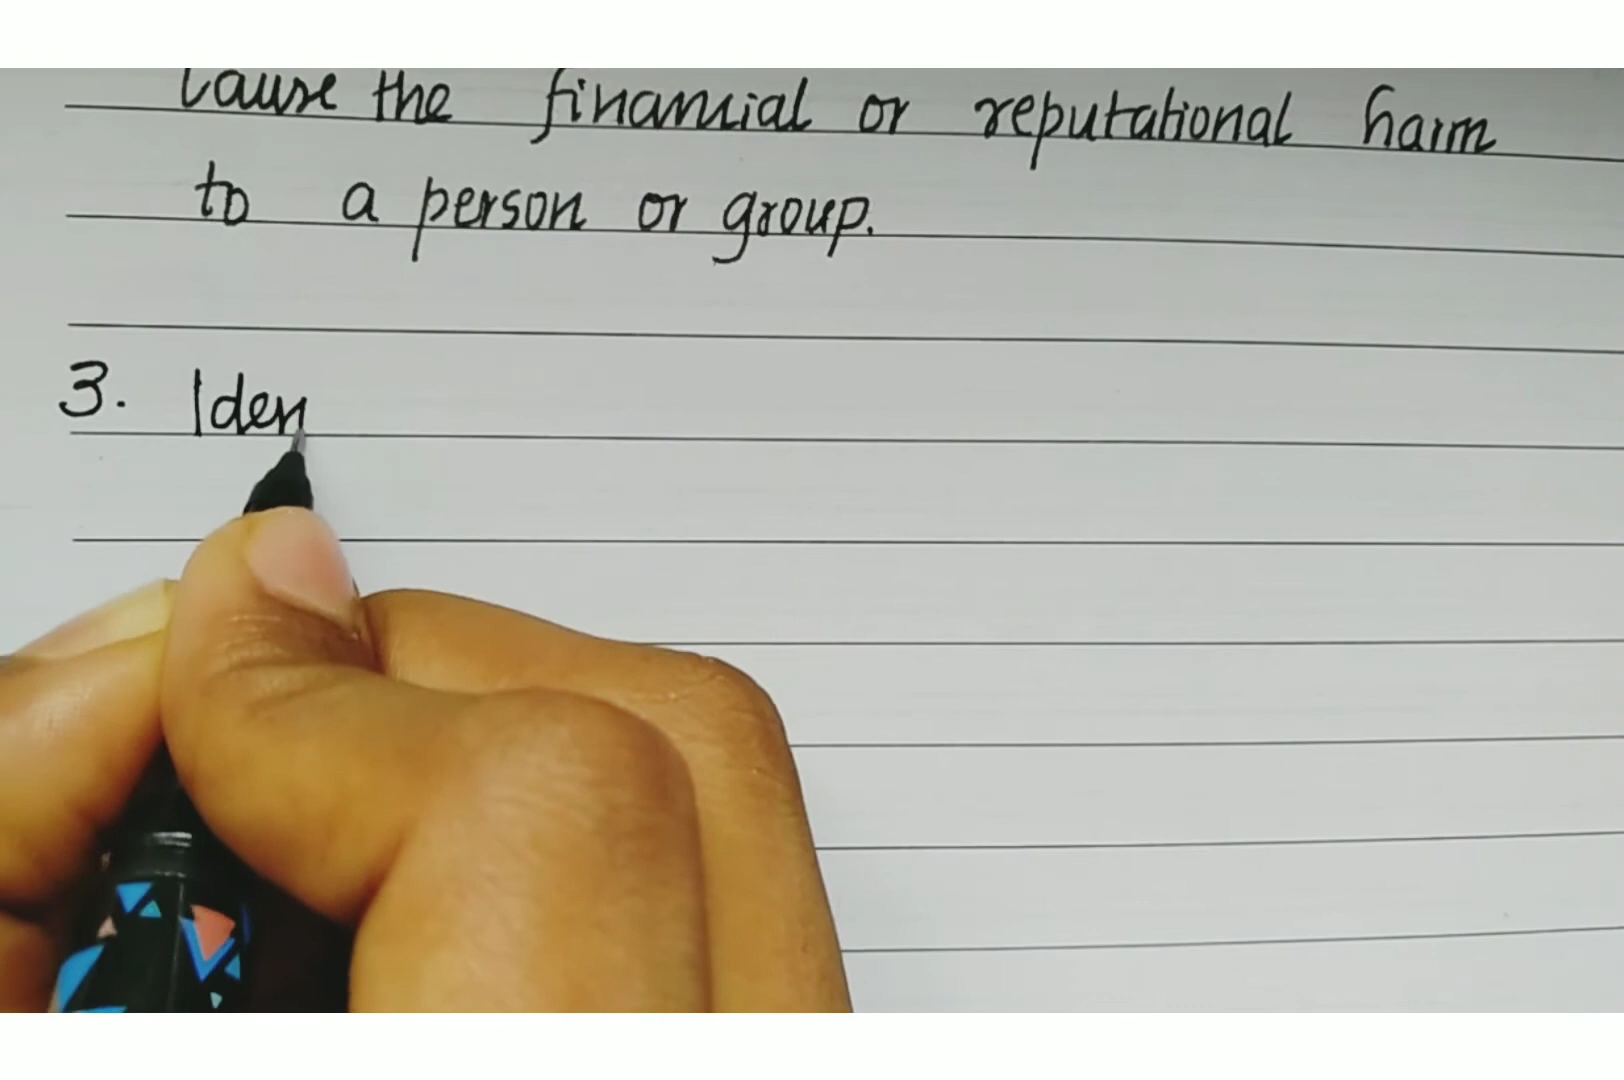 cause the financial or reputational harm
to a person or group.
3. Iden